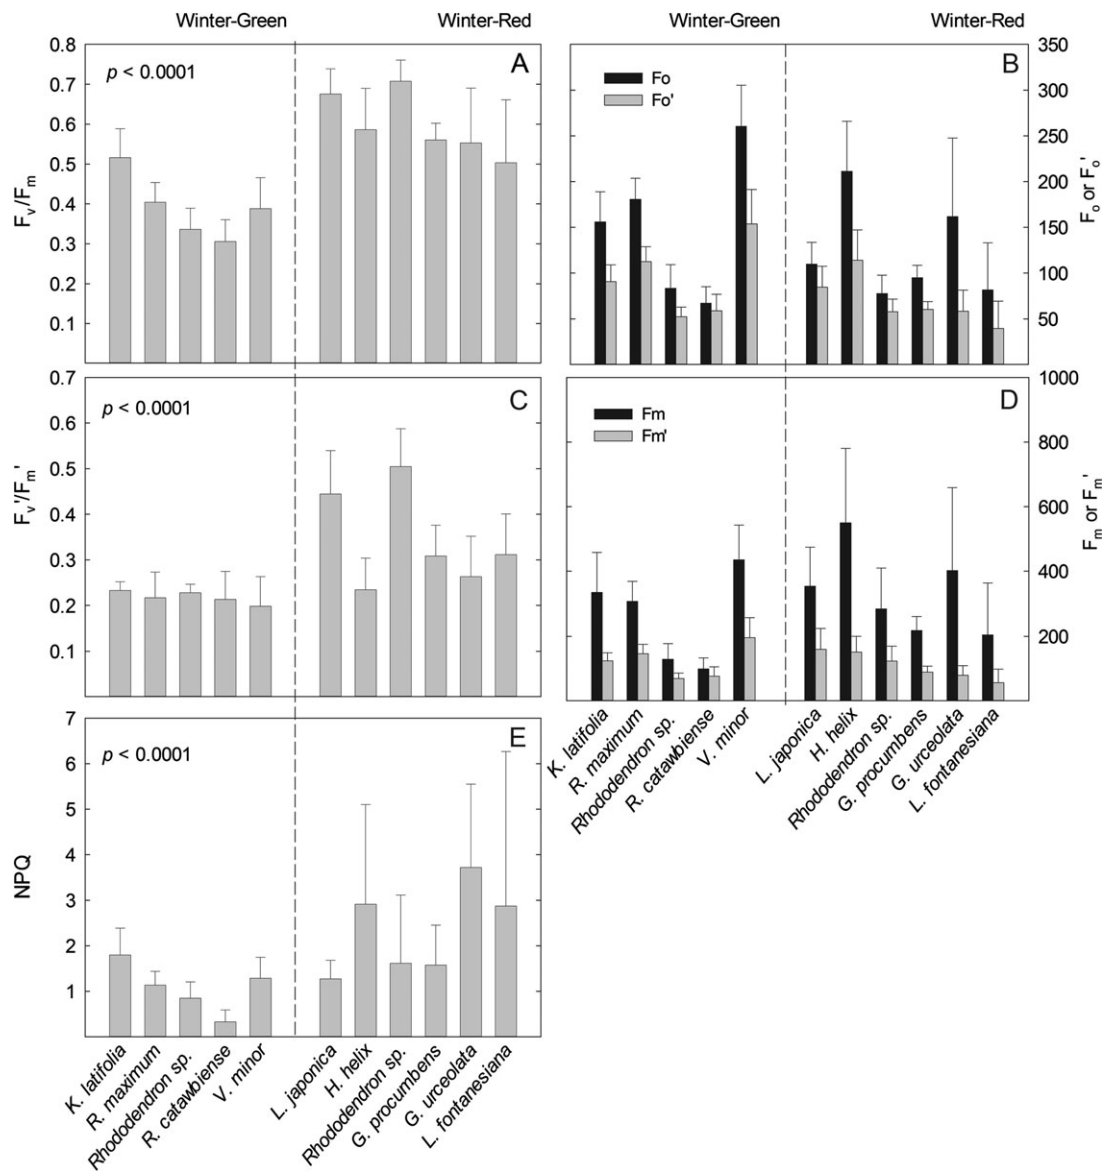 Winter-Green
Winter-Red
Winter-Green
Winter-Red
0.8
0.7
0.6
0.5
0.4
0.3
0.2
0.1
Fv/Fm
p < 0.0001
A
B
Fo
Fo'
350
300
250
200
150
100
50
Fo or Fo'
0.7
0.6
0.5
0.4
0.3
0.2
0.1
Fv'/Fm'
p < 0.0001
C
D
Fm
Fm'
1000
800
600
400
200
Fm or Fm'
K. latifolia
R. maximum
Rhododendron sp.
R. catawbiense
V. minor
L. japonica
H. helix
Rhododendron sp.
G. procumbens
G. urceolata
L. fontanesiana
7
6
5
4
3
2
1
NPQ
p < 0.0001
E
K. latifolia
R. maximum
Rhododendron sp.
R. catawbiense
V. minor
L. japonica
H. helix
Rhododendron sp.
G. procumbens
G. urceolata
L. fontanesiana